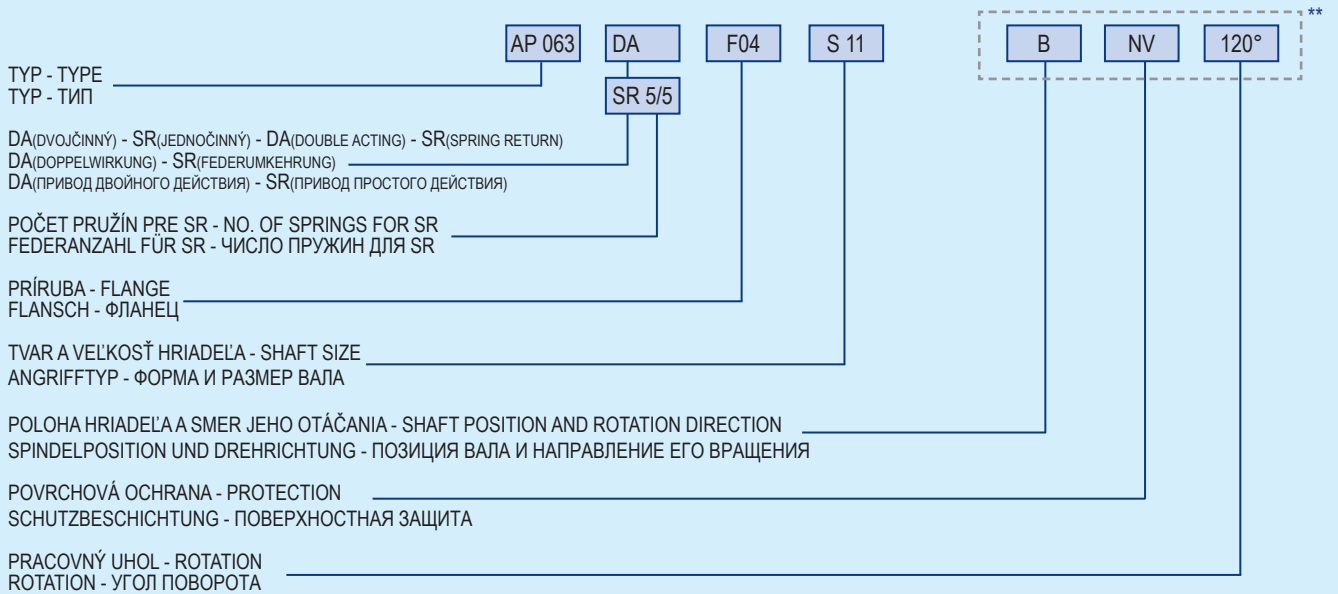 **
AP 063 DA F04 S 11 B NV 120°
TYP - TYPE
TYP - ТИП
SR 5/5
DA(DVOJČINNÝ) - SR(JEDNOČINNÝ) - DA(DOUBLE ACTING) - SR(SPRING RETURN)
DA(DOPPELWIRKUNG) - SR(FEDERUMKEHRUNG)
DA(ПРИВОД ДВОЙНОГО ДЕЙСТВИЯ) - SR(ПРИВОД ПРОСТОГО ДЕЙСТВИЯ)
POČET PRUŽÍN PRE SR - NO. OF SPRINGS FOR SR
FEDERANZAHL FÜR SR - ЧИСЛО ПРУЖИН ДЛЯ SR
PRÍRUBA - FLANGE
FLANSCH - ФЛАНЕЦ
TVAR A VEĽKOSŤ HRIADEĽA - SHAFT SIZE
ANGRIFFTYP - ФОРМА И РАЗМЕР ВАЛА
POLOHA HRIADEĽA A SMER JEHO OTÁČANIA - SHAFT POSITION AND ROTATION DIRECTION
SPINDELPOSITION UND DREHRICHTUNG - ПОЗИЦИЯ ВАЛА И НАПРАВЛЕНИЕ ЕГО ВРАЩЕНИЯ
POVRCHOVÁ OCHRANA - PROTECTION
SCHUTZBESCHICHTUNG - ПОВЕРХНОСТНАЯ ЗАЩИТА
PRACOVNÝ UHOL - ROTATION
ROTATION - УГОЛ ПОВОРОТА